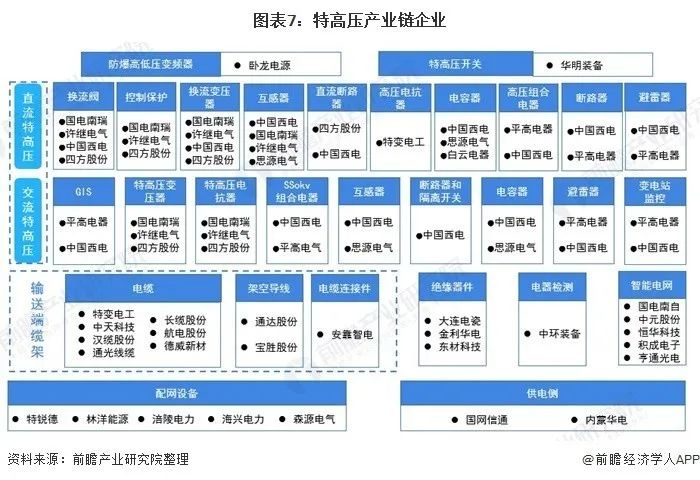 图表7：特高压产业链企业
防爆高低压变频器
●卧龙电源
特高压开关
●华明装备
直流特高压
换流阀
●国电南瑞
●许继电气
●中国西电
●四方股份
控制保护
●国电南瑞
●许继电气
●四方股份
换流变压器
●国电南瑞
●许继电气
●中国西电
●四方股份
互感器
●中国西电
●国电南瑞
●许继电气
●思源电气
直流断路器
●四方股份
●中国西电
高压电抗器
●特变电工
电容器
●中国西电
●思源电气
●白云电器
高压组合电器
●平高电器
●中国西电
断路器
●中国西电
●平高电器
避雷器
●中国西电
●平高电器
交流特高压
GIS
●平高电器
●中国西电
特高压变压器
●国电南瑞
●许继电气
●四方股份
特高压电抗器
●国电南瑞
●许继电气
●四方股份
SSokv
组合电器
●中国西电
●平高电气
互感器
●中国西电
●思源电气
断路器和
隔离开关
●中国西电
电容器
●中国西电
●思源电气
避雷器
●平高电器
●中国西电
变电站
监控
●平高电器
●中国西电
输送端缆架
电缆
●特变电工
●中天科技
●汉缆股份
●通光线缆
●长缆股份
●航电股份
●德威新材
架空导线
●通达股份
●宝胜股份
电缆连接件
●安靠智电
绝缘器件
●大连电瓷
●金利华电
●东材科技
电器检测
●中环装备
智能电网
●国电南自
●中元股份
●恒华科技
●积成电子
●亨通光电
配网设备
●特锐德
●林洋能源
●涪陵电力
●海兴电力
●森源电气
供电侧
●国网信通
●内蒙华电
资料来源：前瞻产业研究院整理
@前瞻经济学人APP